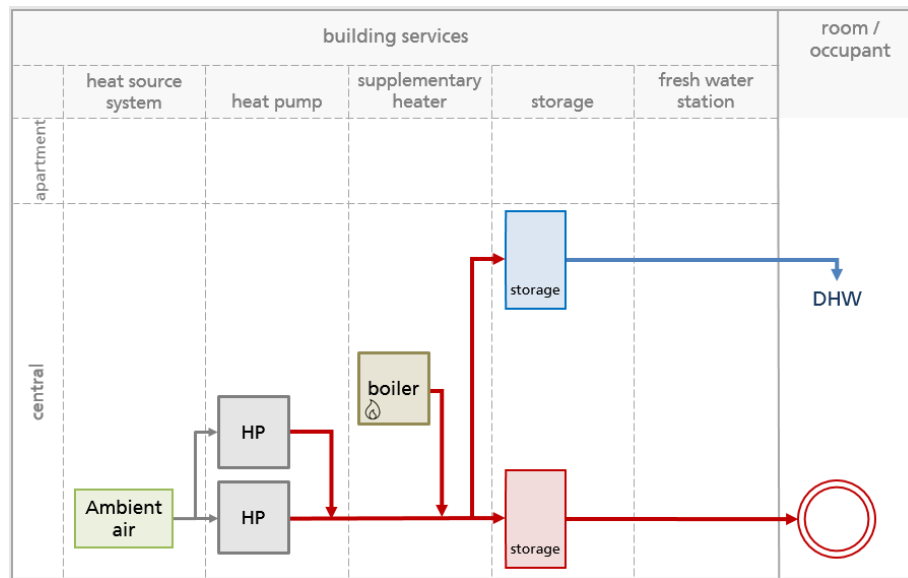 building services
room /
occupant
heat source
system
heat pump
supplementary
heater
storage
fresh water
station
apartment
central
storage
DHW
boiler
HP
Ambient
air
HP
storage